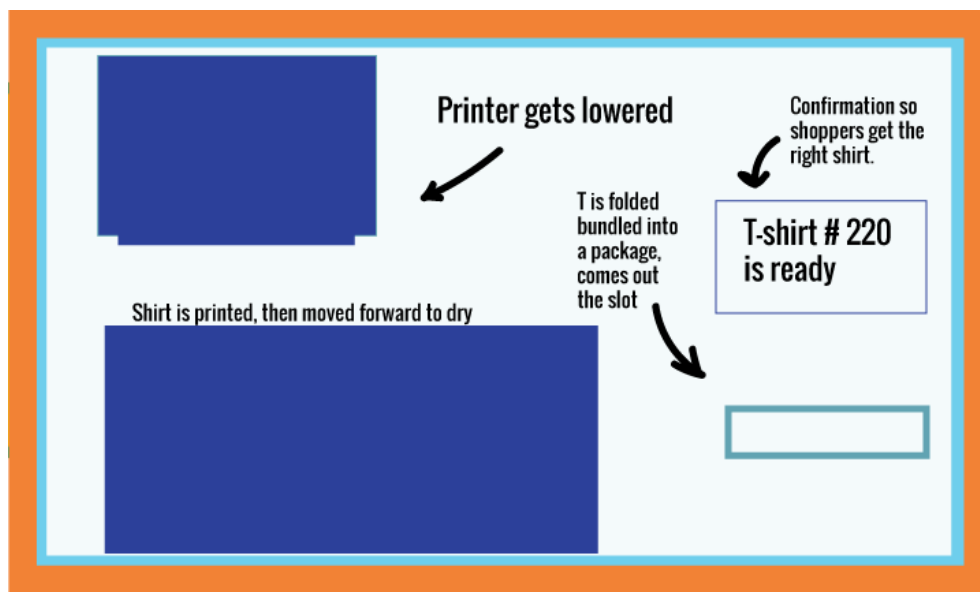 Printer gets lowered
Confirmation so
shoppers get the
right shirt.
T is folded
bundled into
a package,
comes out
the slot
T-shirt # 220
is ready
Shirt is printed, then moved forward to dry